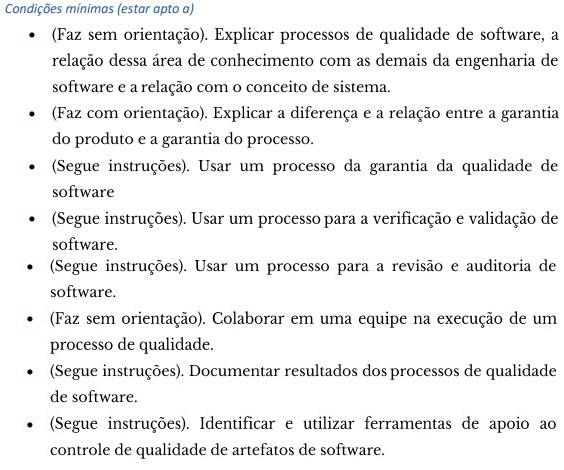 Condições mínimas (estar apto a)
• (Faz sem orientação). Explicar processos de qualidade de software, a
relação dessa área de conhecimento com as demais da engenharia de
software e a relação com o conceito de sistema.
• (Faz com orientação). Explicar a diferença e a relação entre a garantia
do produto e a garantia do processo.
• (Segue instruções). Usar um processo da garantia da qualidade de
software
• (Segue instruções). Usar um processo para a verificação e validação de
software.
• (Segue instruções). Usar um processo para a revisão e auditoria de
software.
• (Faz sem orientação). Colaborar em uma equipe na execução de um
processo de qualidade.
• (Segue instruções). Documentar resultados dos processos de qualidade
de software.
• (Segue instruções). Identificar e utilizar ferramentas de apoio ao
controle de qualidade de artefatos de software.